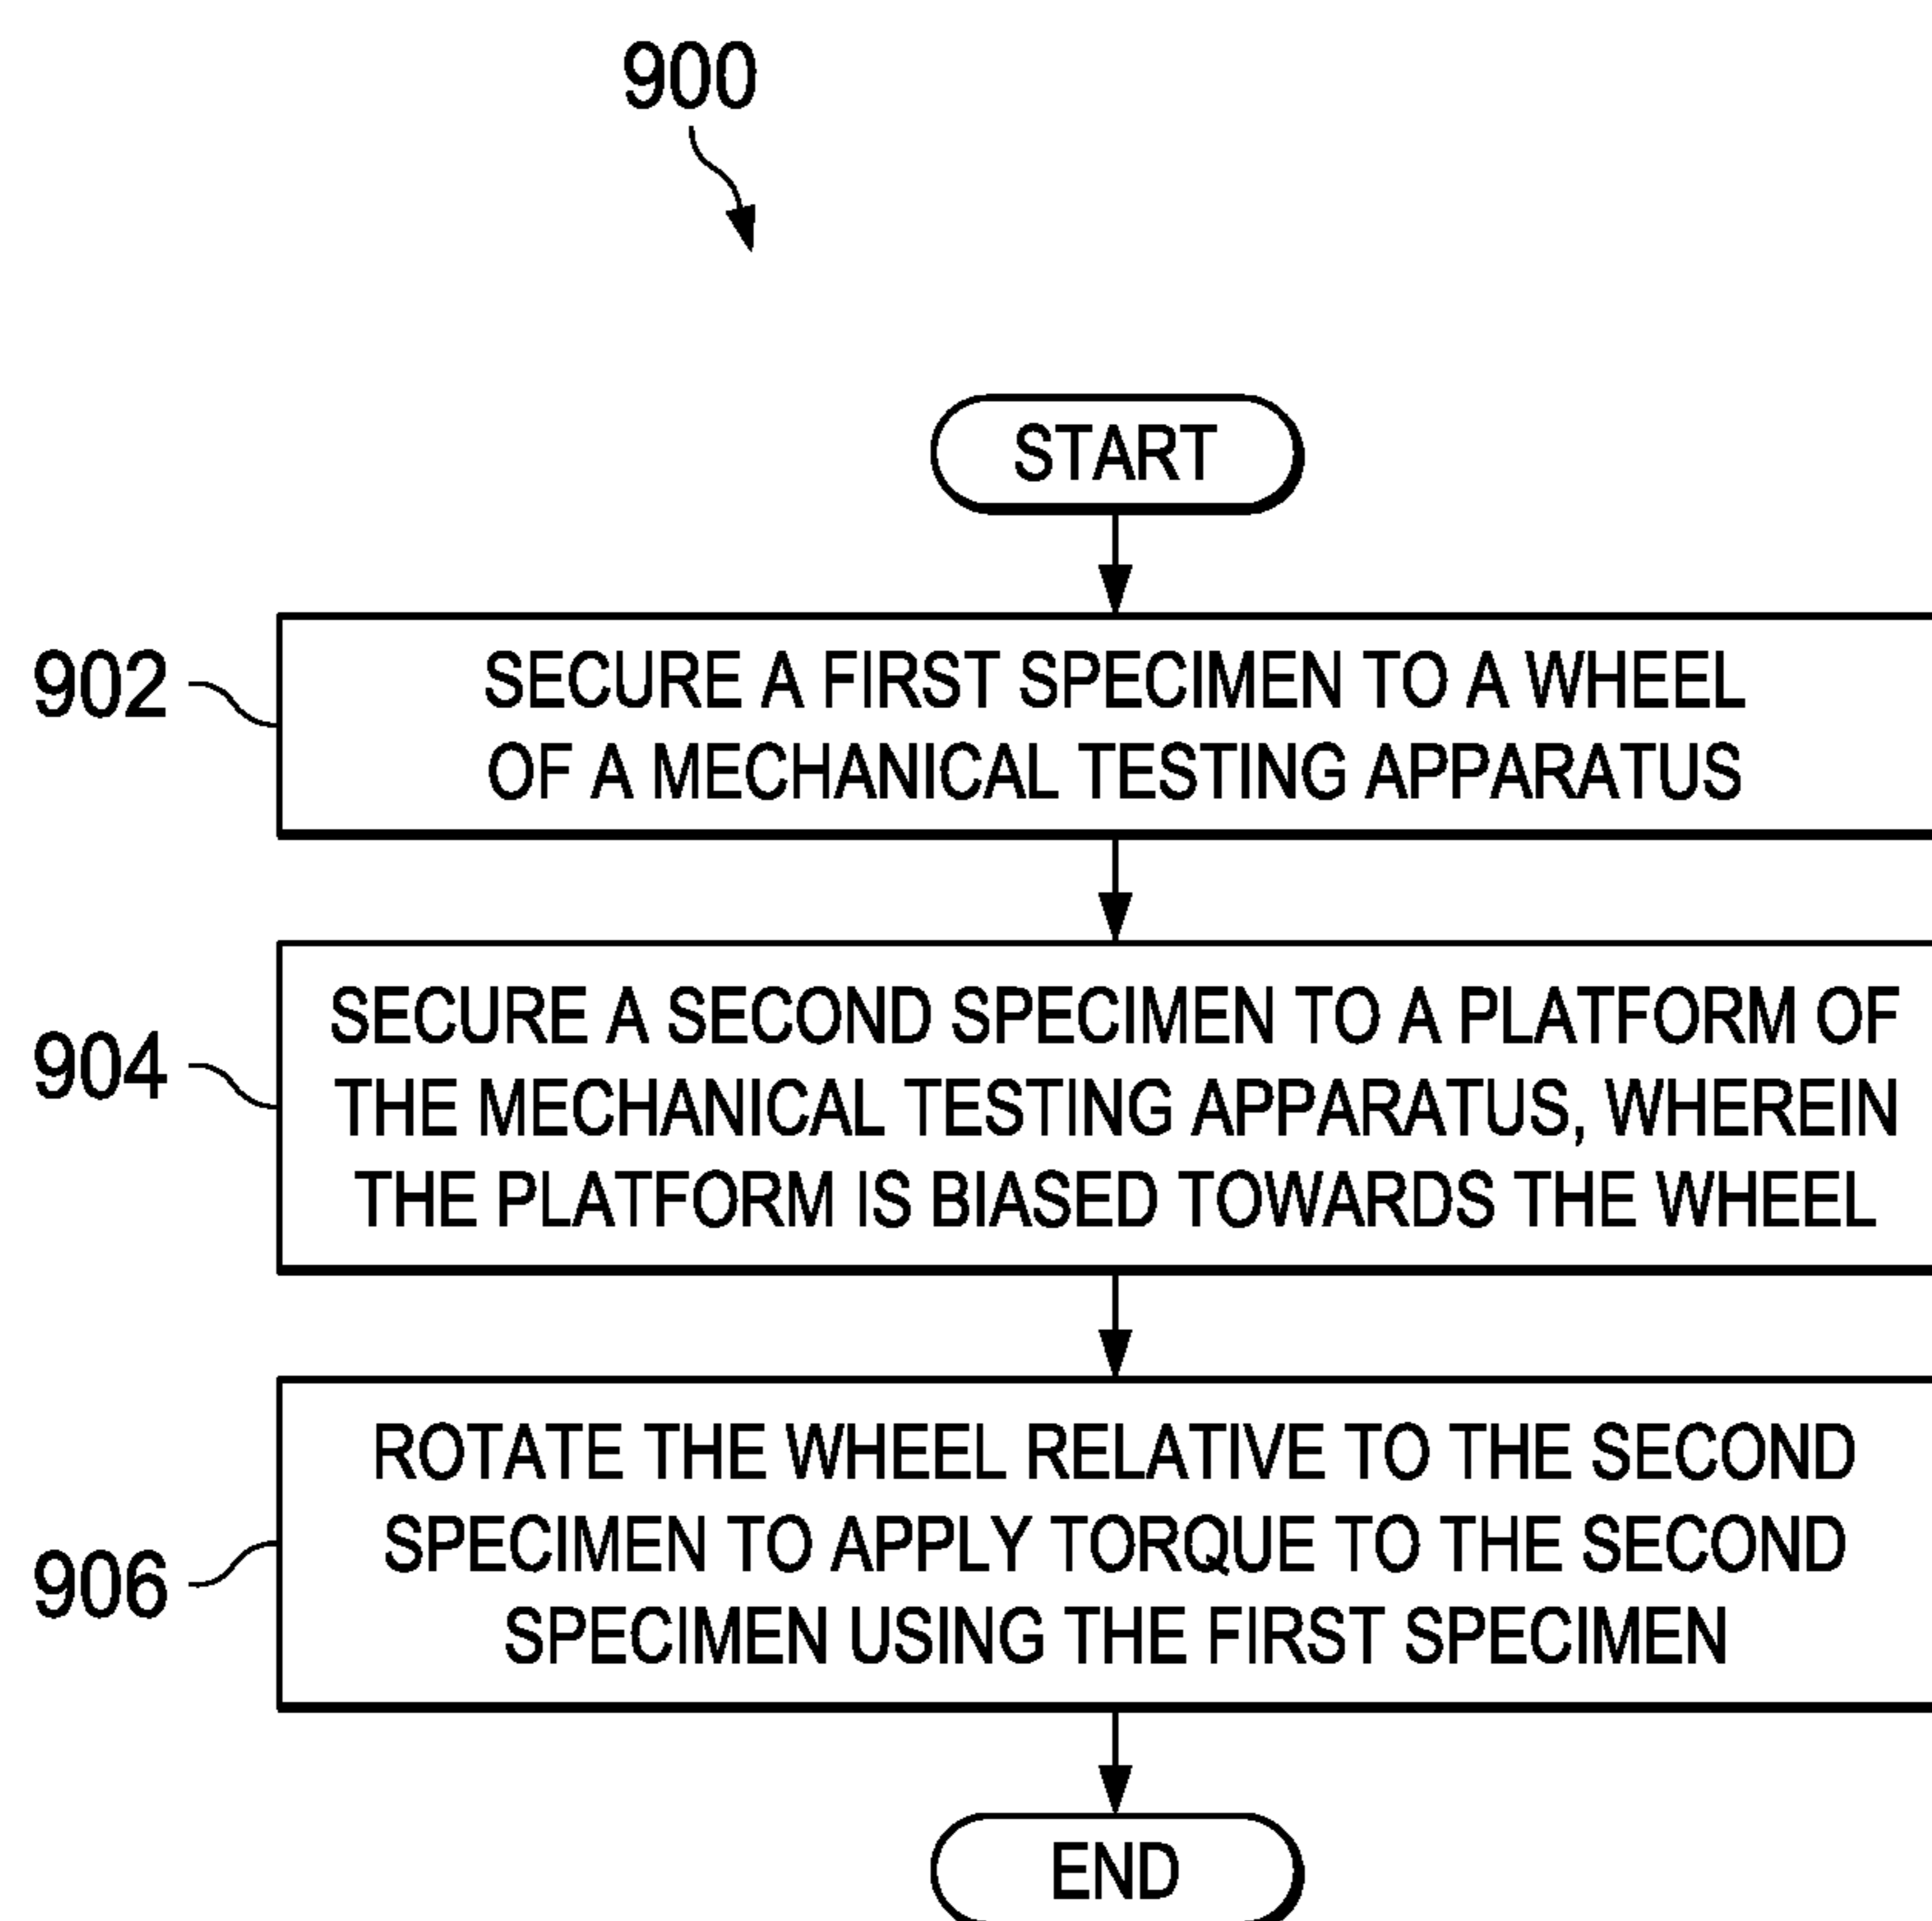 900
START
902
SECURE A FIRST SPECIMEN TO A WHEEL
OF A MECHANICAL TESTING APPARATUS
904
SECURE A SECOND SPECIMEN TO A PLATFORM OF
THE MECHANICAL TESTING APPARATUS, WHEREIN
THE PLATFORM IS BIASED TOWARDS THE WHEEL
906
ROTATE THE WHEEL RELATIVE TO THE SECOND
SPECIMEN TO APPLY TORQUE TO THE SECOND
SPECIMEN USING THE FIRST SPECIMEN
END